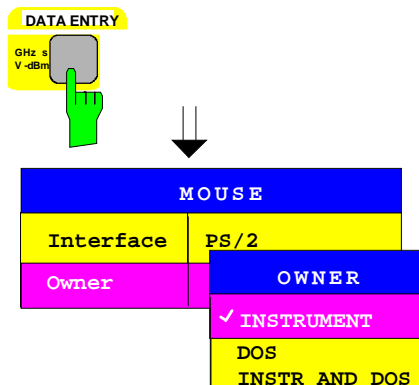 DATA ENTRY
GHz s
V -dBm
MOUSE
Interface PS/2
Owner
OWNER
✓ INSTRUMENT
DOS
INSTR AND DOS